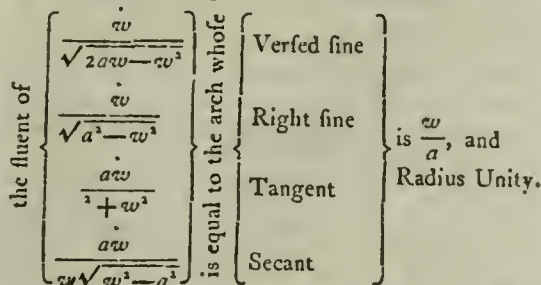 the fluent of
ẇ / √(2aw — w²)
ẇ / √(a² — w²)
aẇ / ² + w²
aẇ / w√(w² — a²)
is equal to the arch whoſe
Verſed ſine
Right ſine
Tangent
Secant
is w/a, and
Radius Unity.